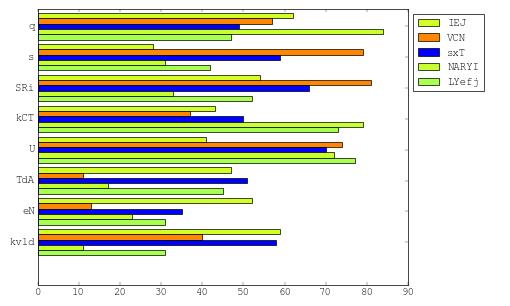 q
s
SRi
kCT
U
TdA
eN
kvld
0 10 20 30 40 50 60 70 80 90
IEJ
VCN
sxT
NARYI
LYefj